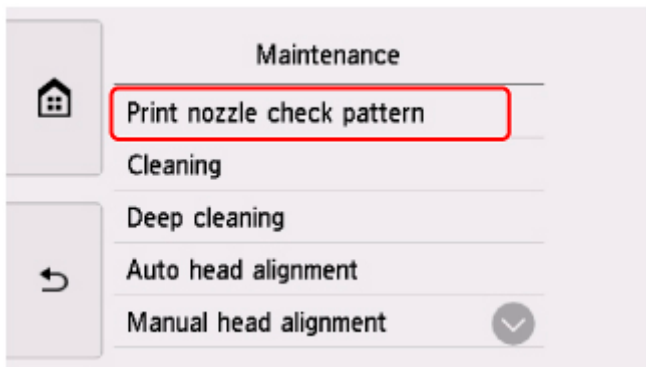 Maintenance
Print nozzle check pattern
Cleaning
Deep cleaning
Auto head alignment
Manual head alignment